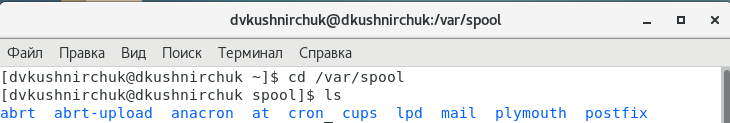 dvkushnirchuk@dkushnirchuk:/var/spool
Файл Правка Вид Поиск Терминал Справка
[dvkushnirchuk@dkushnirchuk ~]$ cd /var/spool
[dvkushnirchuk@dkushnirchuk spool]$ ls
abrt abrt-upload anacron at cron_ cups lpd mail plymouth postfix